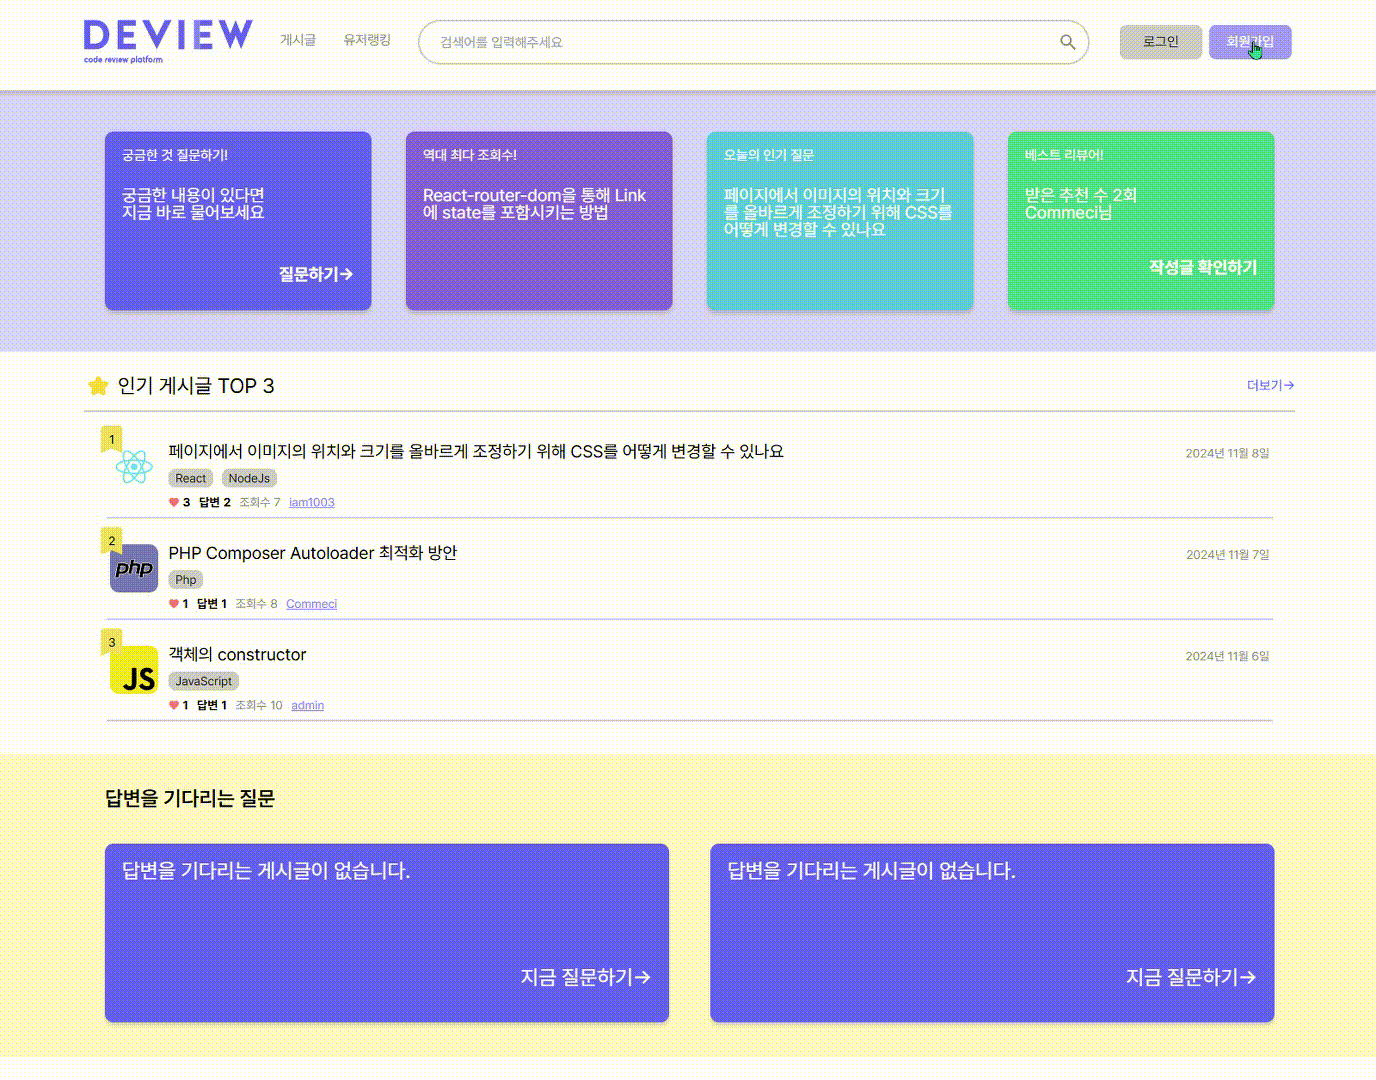 DEVIEW
code review platform
게시글
유저랭킹
검색어를 입력해주세요
로그인
회원가입
궁금한 것 질문하기!
궁금한 내용이 있다면
지금 바로 물어보세요
질문하기→
역대 최다 조회수!
React-router-dom을 통해 Link
에 state를 포함시키는 방법
오늘의 인기 질문
페이지에서 이미지의 위치와 크기
를 올바르게 조정하기 위해 CSS를
어떻게 변경할 수 있나요
베스트 리뷰어!
받은 추천 수 2회
Commeci님
작성글 확인하기
인기 게시글 TOP 3
더보기→
1
페이지에서 이미지의 위치와 크기를 올바르게 조정하기 위해 CSS를 어떻게 변경할 수 있나요
2024년 11월 8일
React NodeJs
3 답변 2 조회수 7 iam1003
2
php
PHP Composer Autoloader 최적화 방안
2024년 11월 7일
Php
1 답변 1 조회수 8 Commeci
3
JS
객체의 constructor
2024년 11월 6일
JavaScript
1 답변 1 조회수 10 admin
답변을 기다리는 질문
답변을 기다리는 게시글이 없습니다.
지금 질문하기→
답변을 기다리는 게시글이 없습니다.
지금 질문하기→